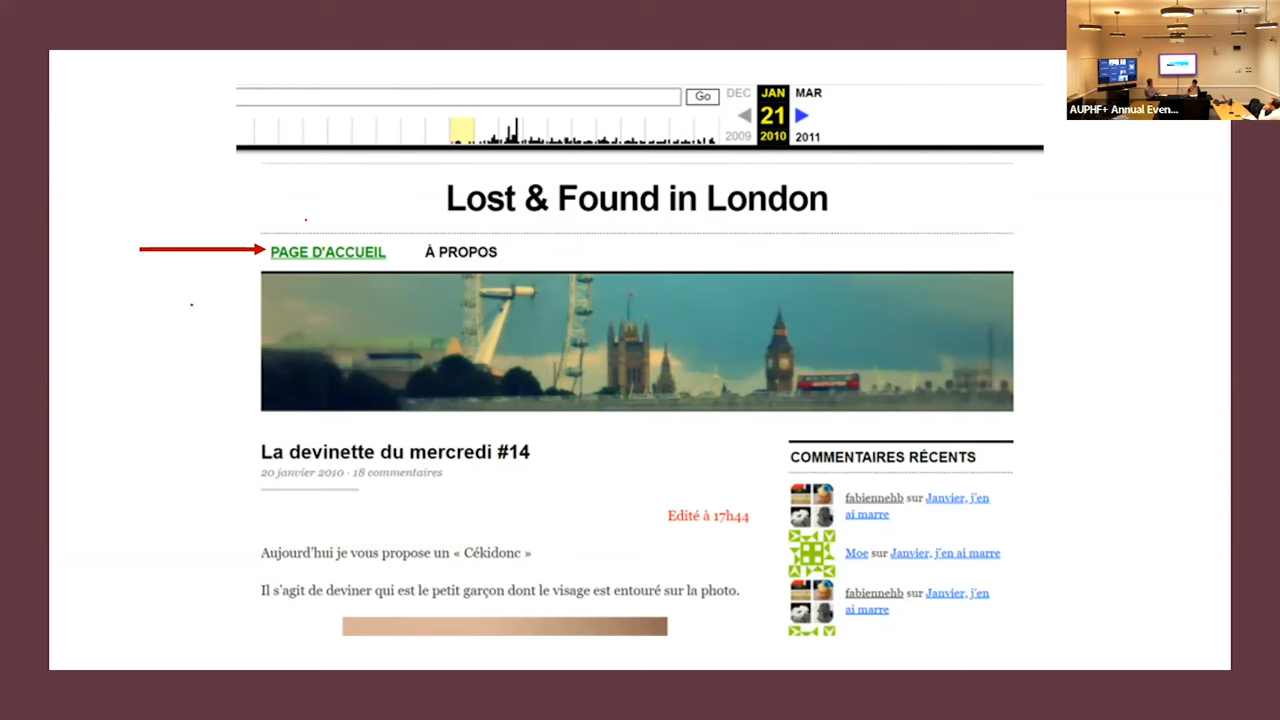 AUPHF+ Annual Even...
Go
DEC JAN MAR
21
2009 2010 2011
Lost & Found in London
PAGE D'ACCUEIL À PROPOS
La devinette du mercredi #14
20 janvier 2010 · 18 commentaires
Edité à 17h44
Aujourd'hui je vous propose un « Cékidonc »
Il s'agit de deviner qui est le petit garçon dont le visage est entouré sur la photo.
COMMENTAIRES RÉCENTS
fabiennehb sur Janvier, j'en
ai marre
Moe sur Janvier, j'en ai marre
fabiennehb sur Janvier, j'en
ai marre